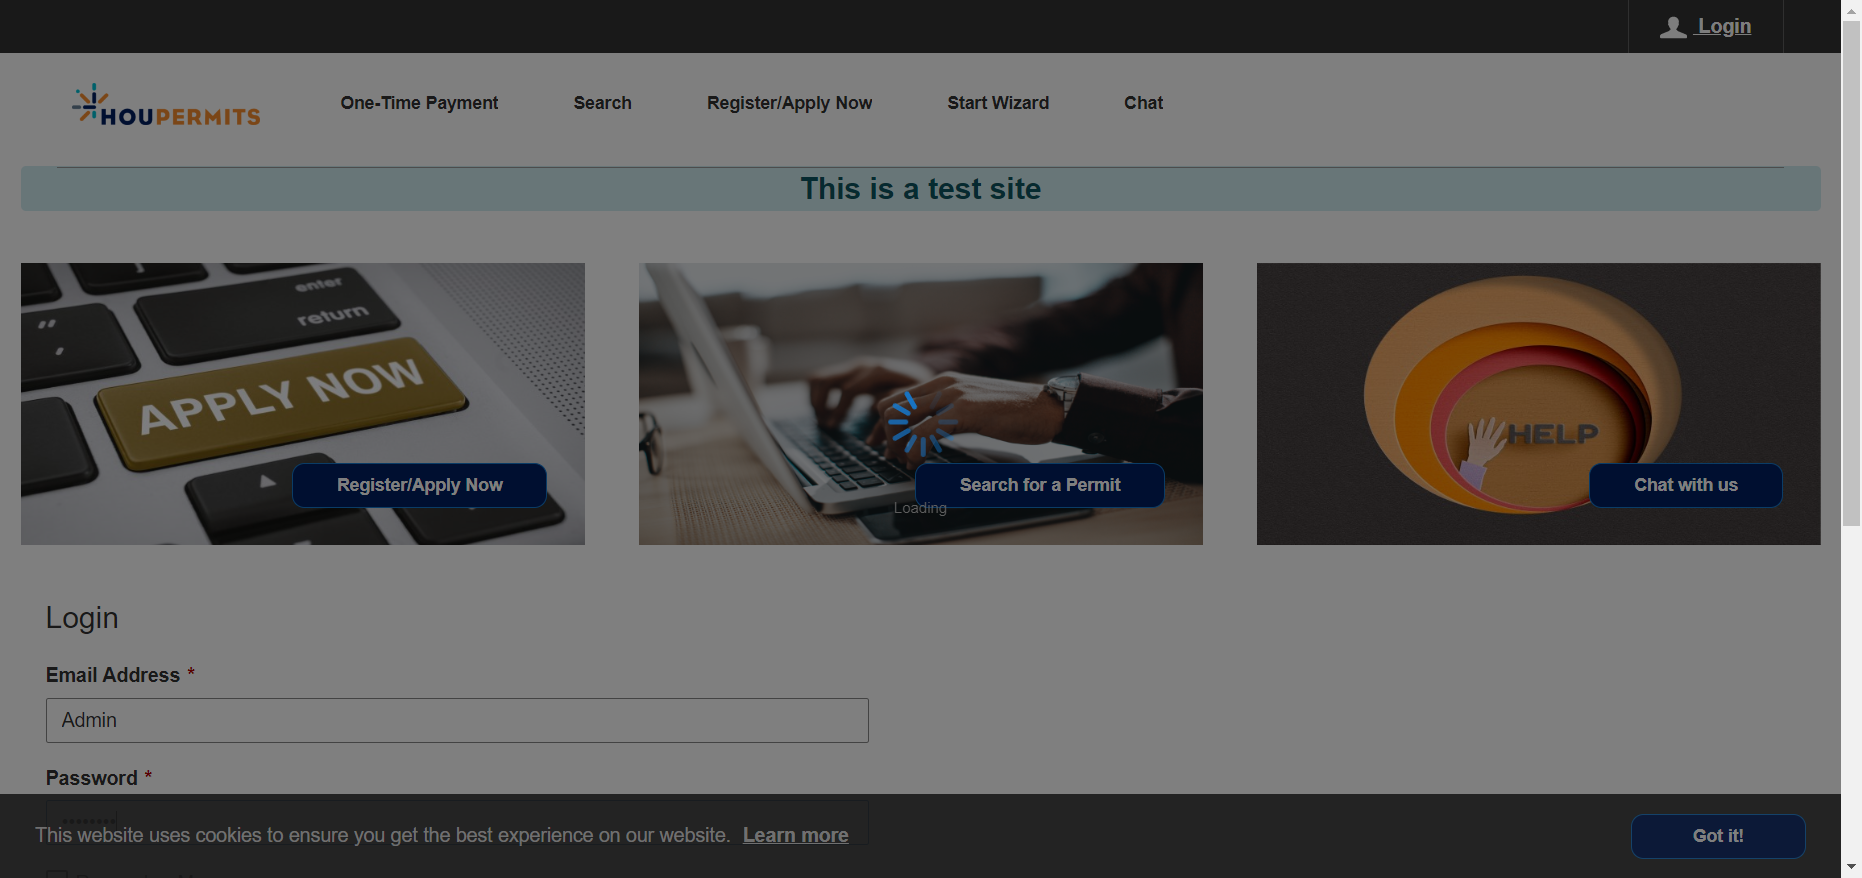 Login
HOUPERMITS
One-Time Payment
Search
Register/Apply Now
Start Wizard
Chat
This is a test site
enter
return
APPLY NOW
Register/Apply Now
Search for a Permit
Loading
HELP
Chat with us
Login
Email Address *
Admin
Password *
••••••••
This website uses cookies to ensure you get the best experience on our website. Learn more
Got it!